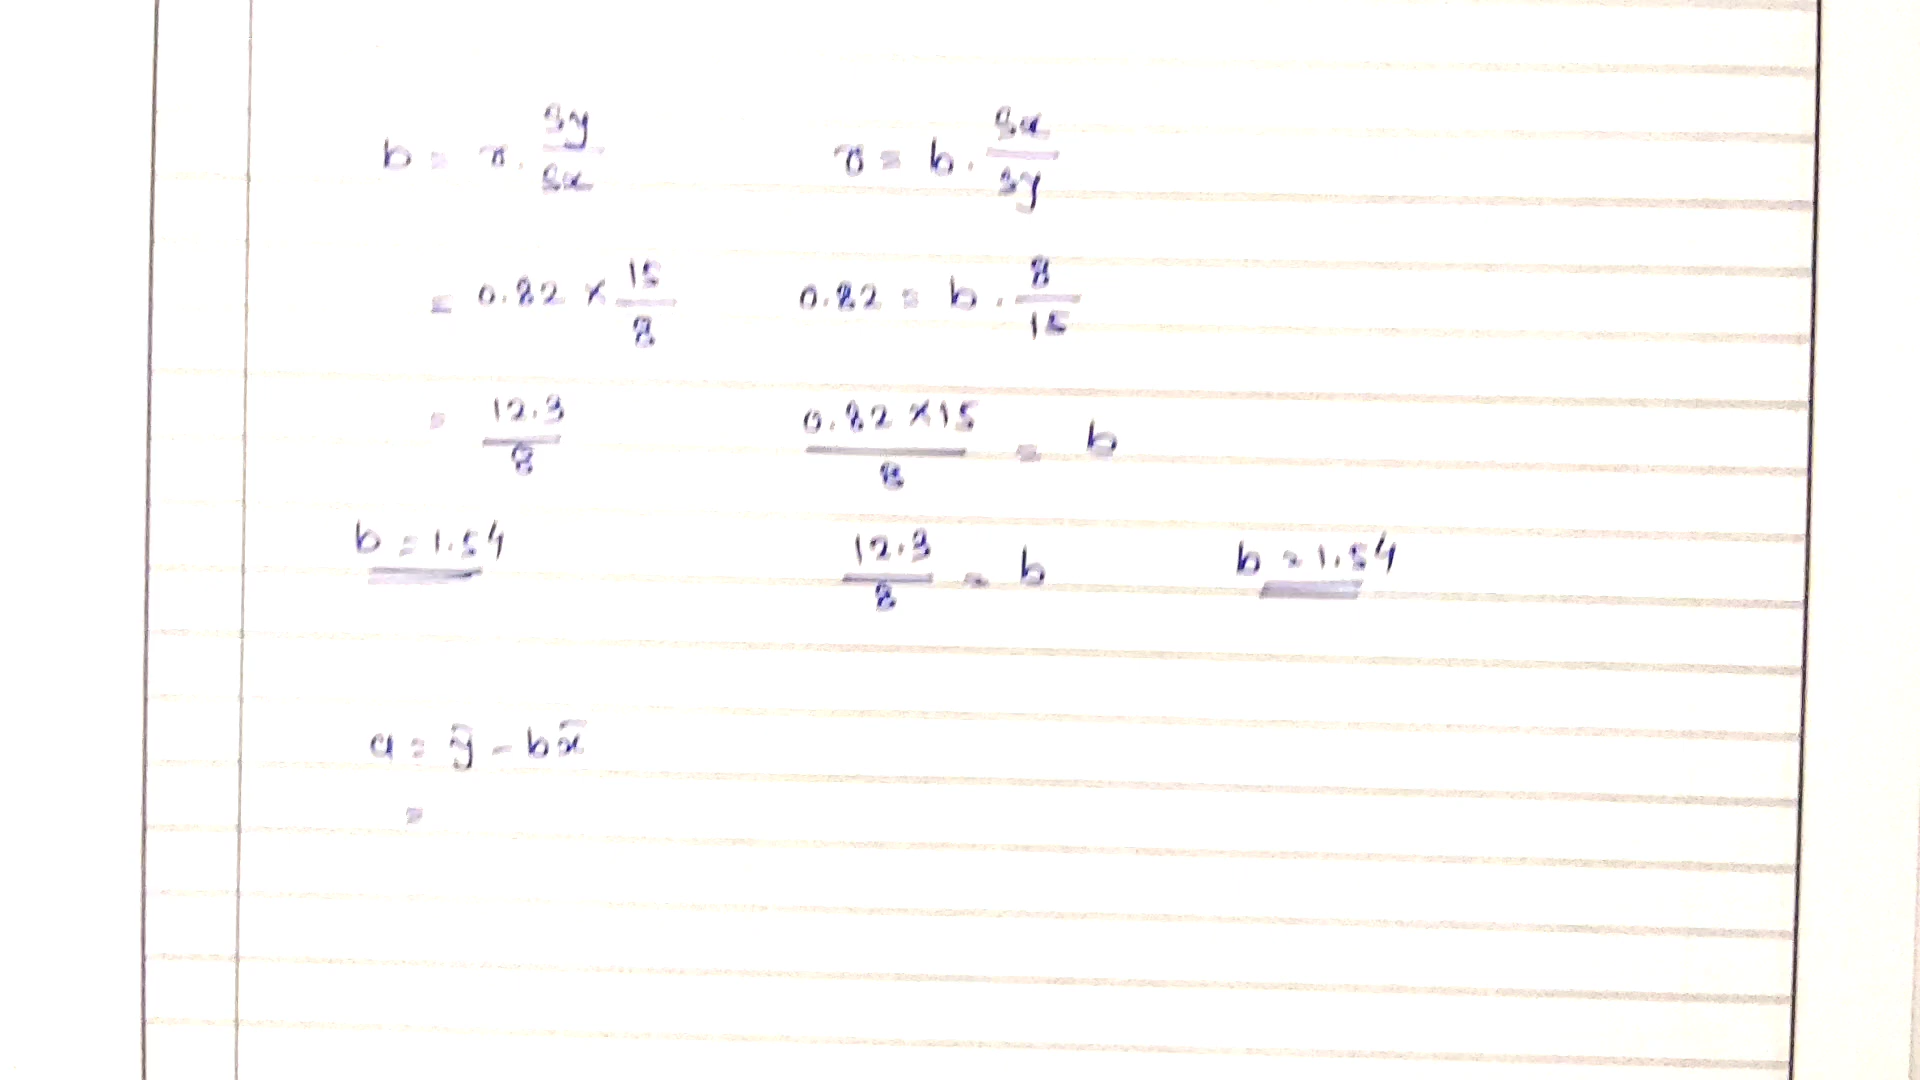 b = r · sy/sx    r = b · sx/sy
= 0.82 × 15/8    0.82 = b · 8/15
= 12.3/8    0.82 × 15/8 = b
b = 1.54    12.3/8 = b    b = 1.54
a = ȳ - bx̄
=